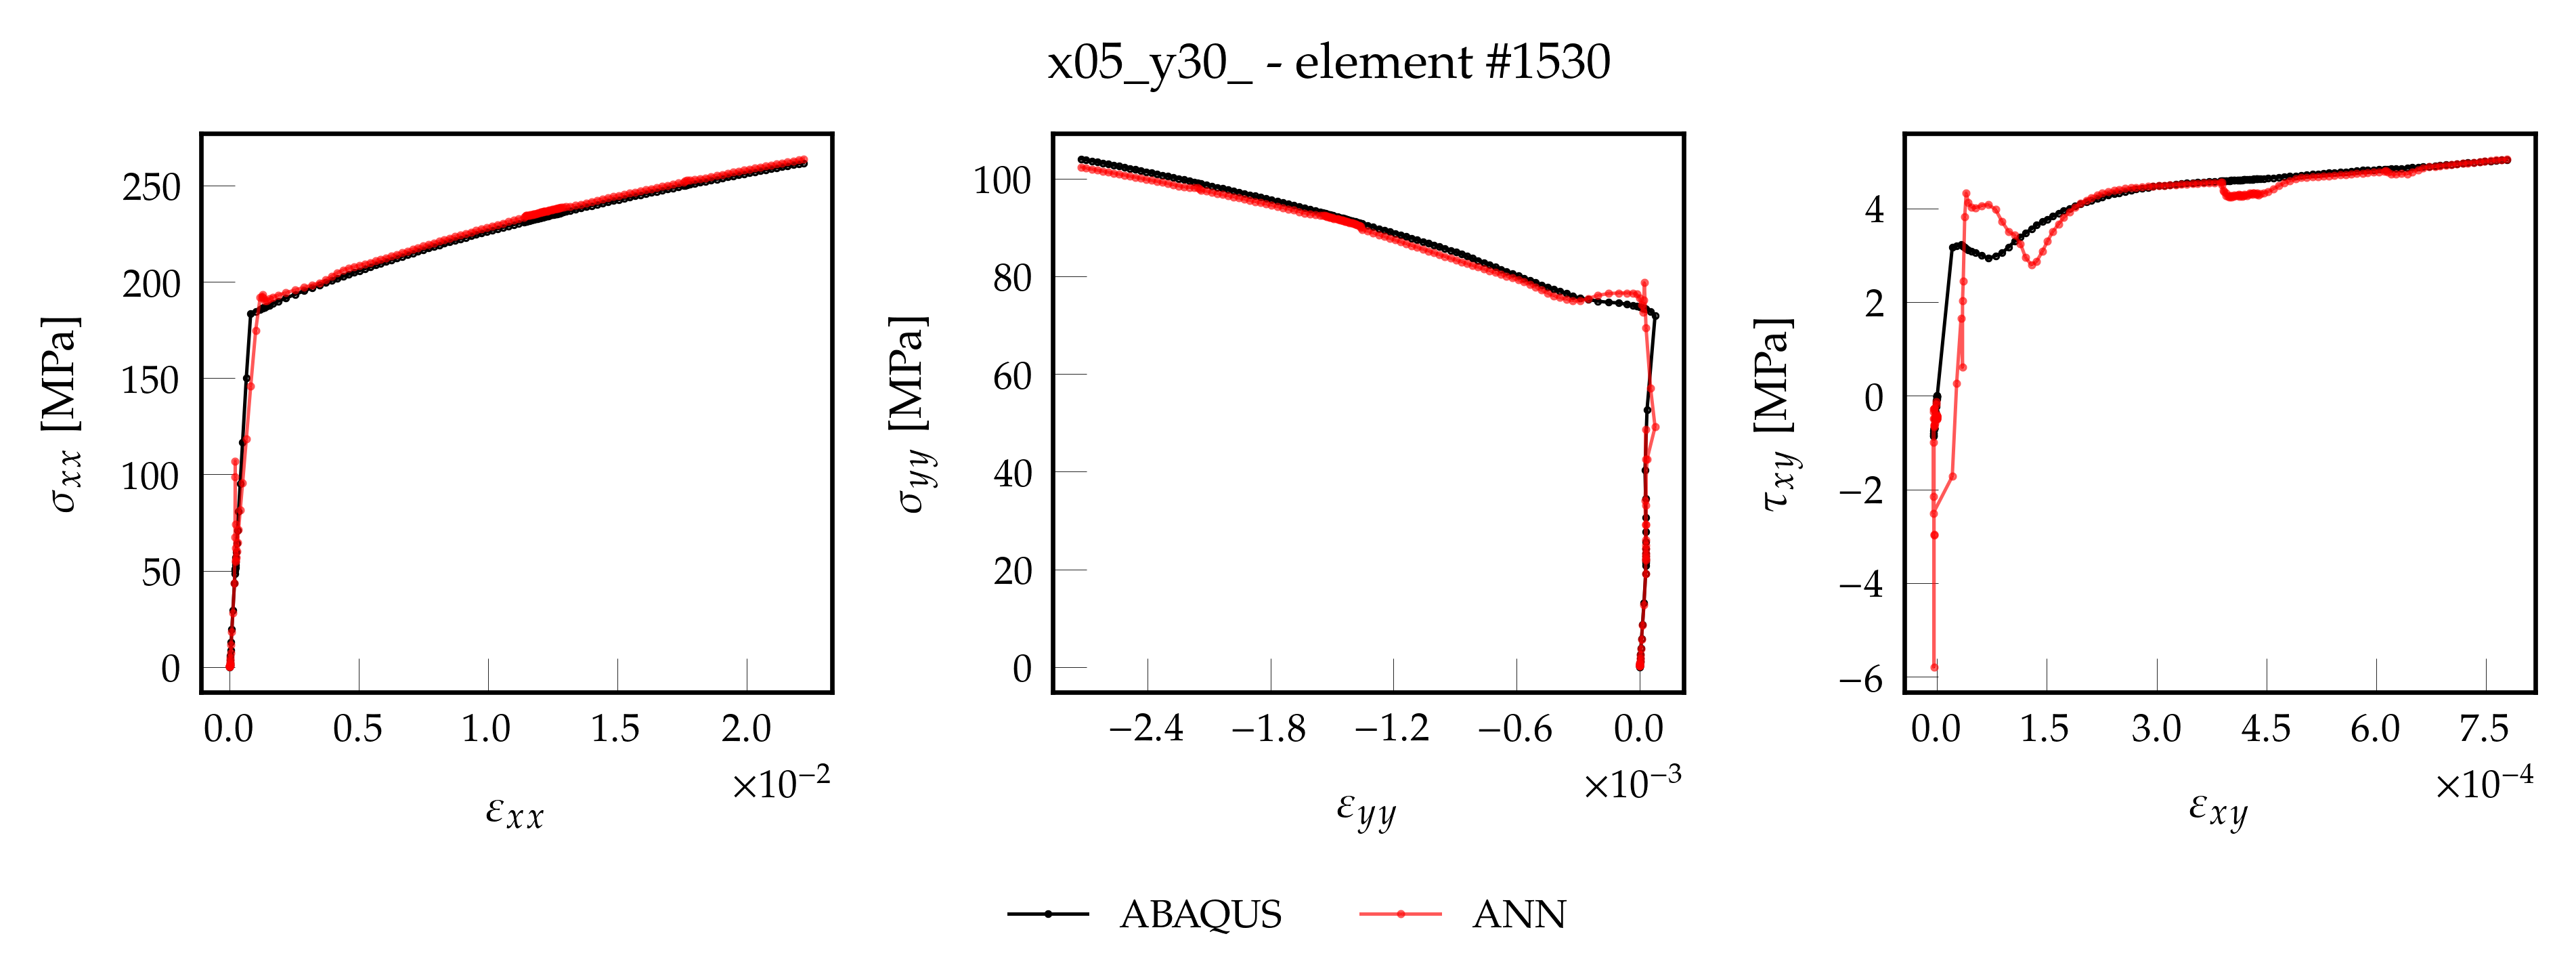 x05_y30_ - element #1530
σxx [MPa]
250
200
150
100
50
0
0.0 0.5 1.0 1.5 2.0
×10−2
εxx
σyy [MPa]
100
80
60
40
20
0
−2.4 −1.8 −1.2 −0.6 0.0
×10−3
εyy
τxy [MPa]
4
2
0
−2
−4
−6
0.0 1.5 3.0 4.5 6.0 7.5
×10−4
εxy
ABAQUS ANN